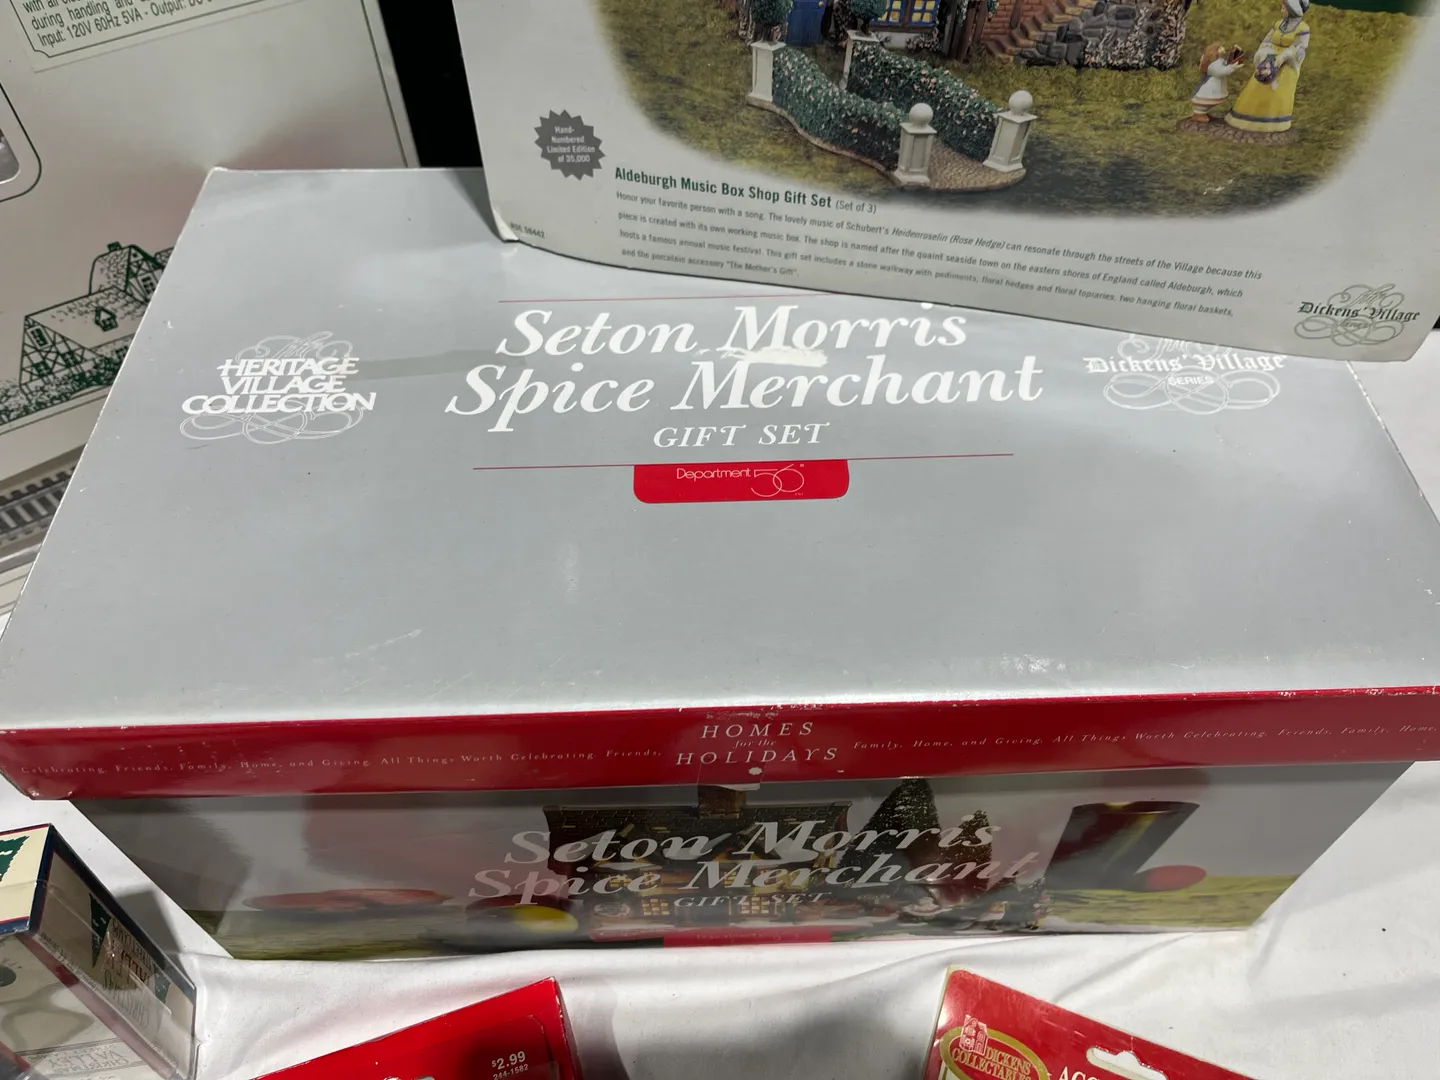 during handling and
Input: 120V 60Hz 5VA - Output: DC
Hand-
Numbered
Limited Edition
of 35,000
Aldeburgh Music Box Shop Gift Set (Set of 3)
Honor your favorite person with a song. The lovely music of Schubert's Heidenroselin (Rose Hedge) can resonate through the streets of the Village because this
piece is created with its own working music box. The shop is named after the quaint seaside town on the eastern shores of England called Aldeburgh, which
hosts a famous annual music festival. This gift set includes a stone walkway with pediments, floral hedges and floral topiaries, two hanging floral baskets,
and the porcelain accessory "The Mother's Gift".
58442
Dickens' Village
SERIES
HERITAGE
VILLAGE
COLLECTION
Seton Morris
Spice Merchant
GIFT SET
Department 56
Dickens' Village
SERIES
HOMES
for the
HOLIDAYS
Celebrating. Friends, Family, Home, and Giving. All Things Worth Celebrating. Friends,
Family, Home, and Giving. All Things Worth Celebrating. Friends, Family, Home,
Seton Morris
Spice Merchant
GIFT SET
$2.99
244-1582
DICKENS
COLLECTABLES